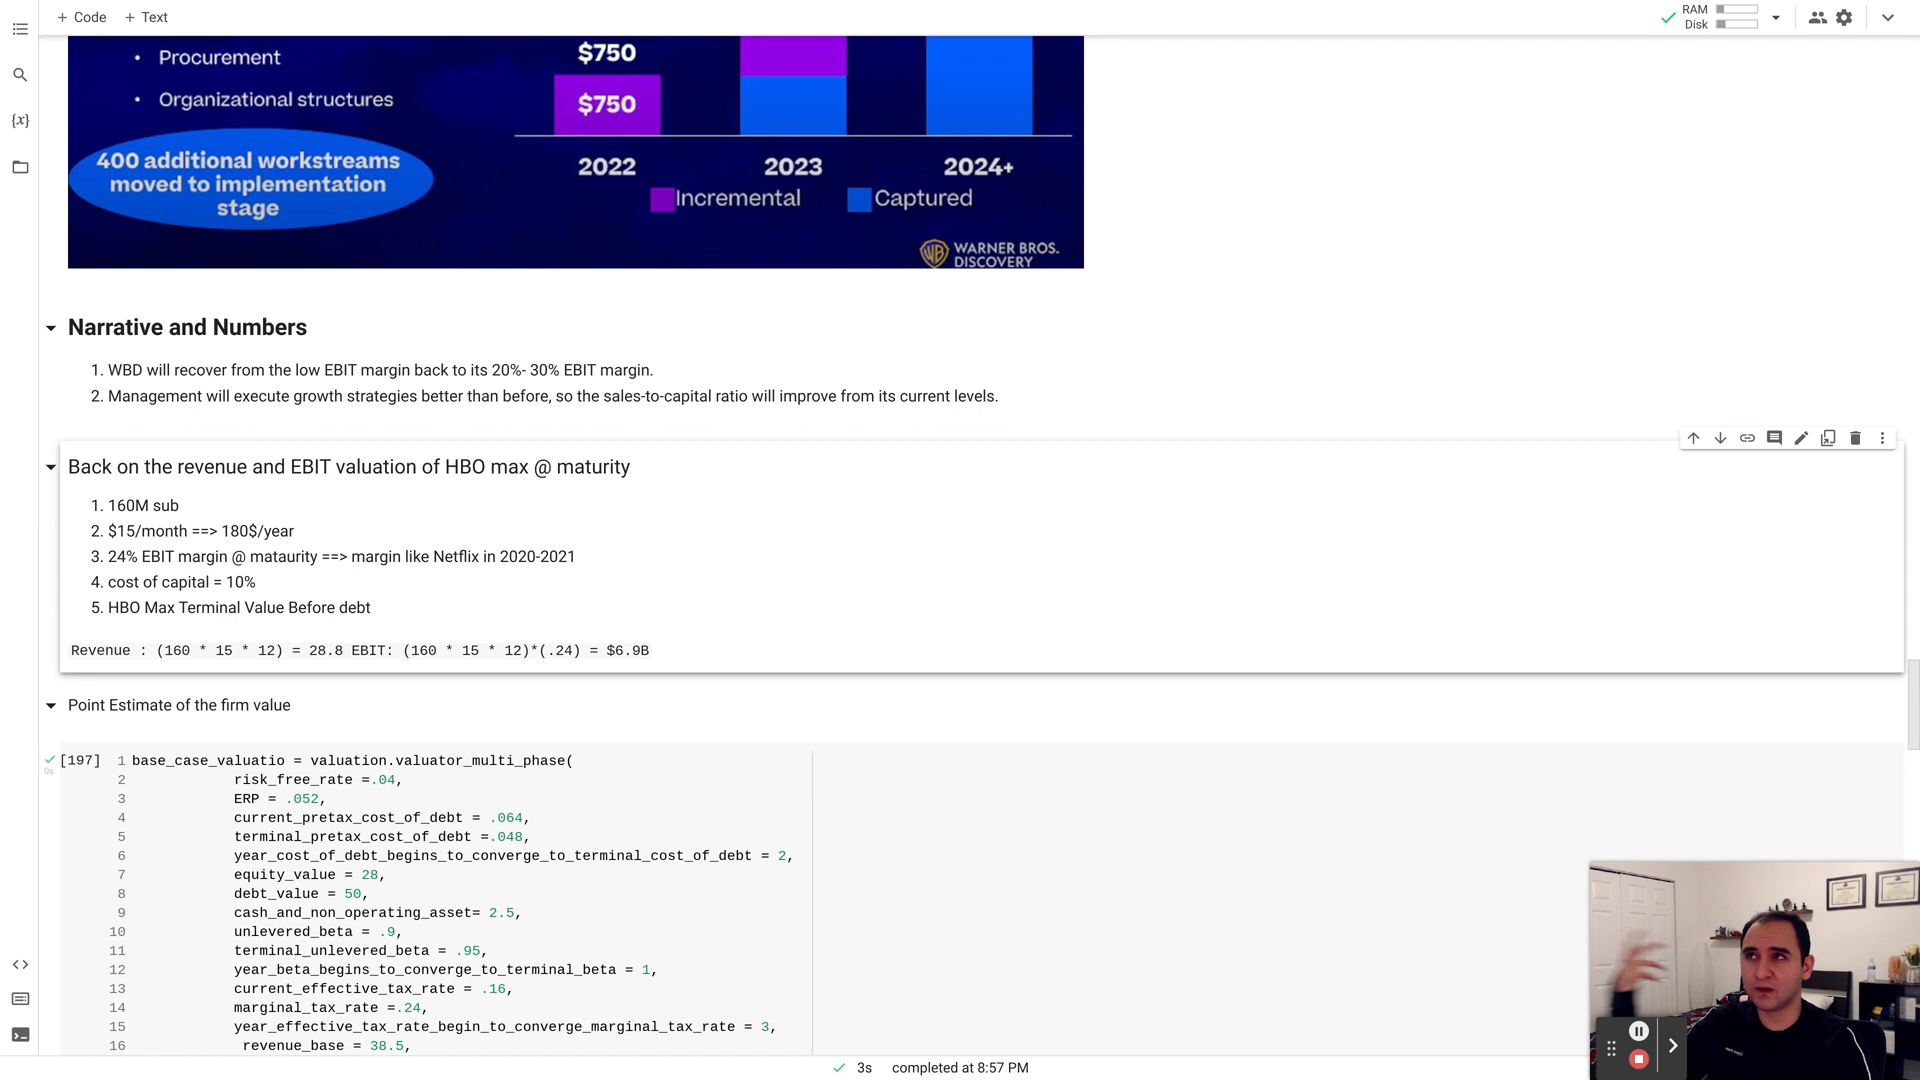 + Code + Text
RAM
Disk
• Procurement
• Organizational structures
400 additional workstreams
moved to implementation
stage
$750
$750
2022 2023 2024+
Incremental Captured
WARNER BROS.
DISCOVERY
Narrative and Numbers
1. WBD will recover from the low EBIT margin back to its 20%- 30% EBIT margin.
2. Management will execute growth strategies better than before, so the sales-to-capital ratio will improve from its current levels.
Back on the revenue and EBIT valuation of HBO max @ maturity
1. 160M sub
2. $15/month ==> 180$/year
3. 24% EBIT margin @ mataurity ==> margin like Netflix in 2020-2021
4. cost of capital = 10%
5. HBO Max Terminal Value Before debt
Revenue : (160 * 15 * 12) = 28.8 EBIT: (160 * 15 * 12)*(.24) = $6.9B
Point Estimate of the firm value
[197]
0s
1 base_case_valuatio = valuation.valuator_multi_phase(
2 risk_free_rate =.04,
3 ERP = .052,
4 current_pretax_cost_of_debt = .064,
5 terminal_pretax_cost_of_debt =.048,
6 year_cost_of_debt_begins_to_converge_to_terminal_cost_of_debt = 2,
7 equity_value = 28,
8 debt_value = 50,
9 cash_and_non_operating_asset= 2.5,
10 unlevered_beta = .9,
11 terminal_unlevered_beta = .95,
12 year_beta_begins_to_converge_to_terminal_beta = 1,
13 current_effective_tax_rate = .16,
14 marginal_tax_rate =.24,
15 year_effective_tax_rate_begin_to_converge_marginal_tax_rate = 3,
16 revenue_base = 38.5,
3s completed at 8:57 PM